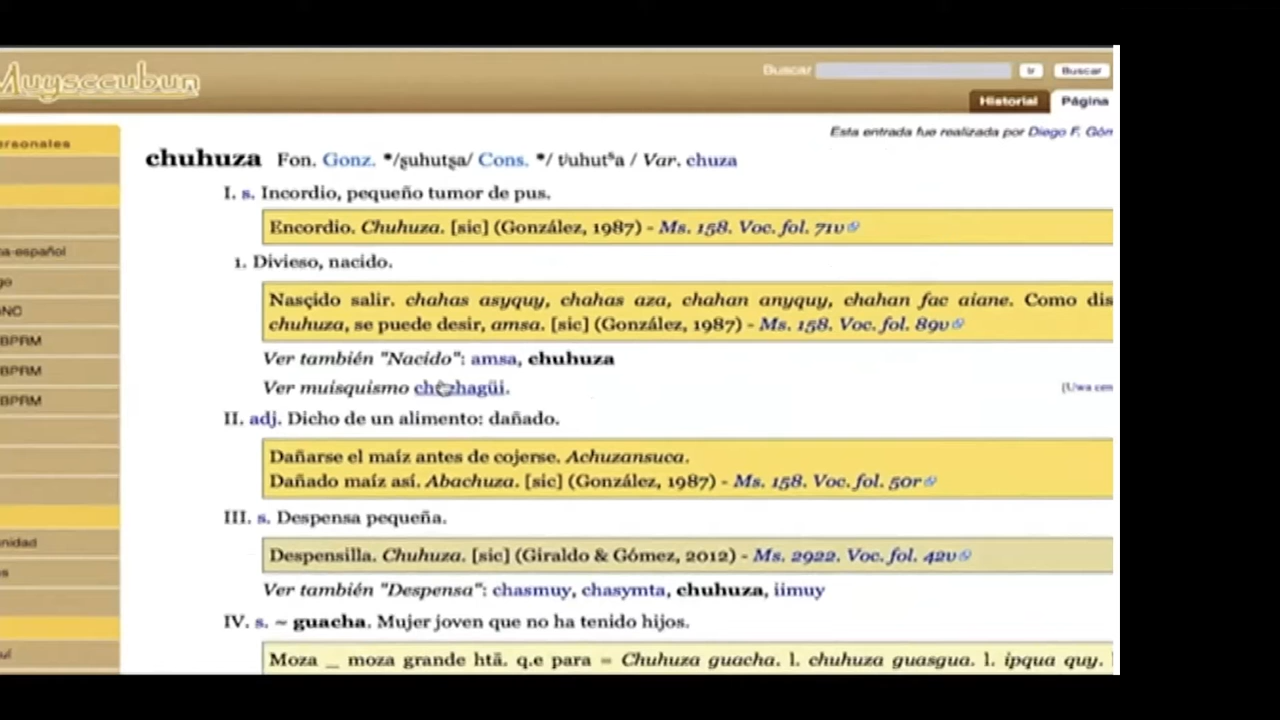 Muysccubun
Buscar Ir Buscar
Historial Página
ersonales
Esta entrada fue realizada por Diego F. Góm
chuhuza Fon. Gonz. */ʂuhutʂa/ Cons. */ tʲuhutˢa / Var. chuza
I. s. Incordio, pequeño tumor de pus.
Encordio. Chuhuza. [sic] (González, 1987) - Ms. 158. Voc. fol. 71v
a-español
1. Divieso, nacido.
go
Nasçido salir. chahas asyquy, chahas aza, chahan anyquy, chahan fac aiane. Como dis
NC
chuhuza, se puede desir, amsa. [sic] (González, 1987) - Ms. 158. Voc. fol. 89v
BPRM
Ver también "Nacido": amsa, chuhuza
BPRM
Ver muisquismo
BPRM
II. adj. Dicho de un alimento: dañado.
Dañarse el maíz antes de cojerse. Achuzansuca.
Dañado maíz así. Abachuza. [sic] (González, 1987) - Ms. 158. Voc. fol. 50r
III. s. Despensa pequeña.
nidad
Despensilla. Chuhuza. [sic] (Giraldo & Gómez, 2012) - Ms. 2922. Voc. fol. 42v
s
Ver también "Despensa": chasmuy, chasymta, chuhuza, iimuy
IV. s. ~ guacha. Mujer joven que no ha tenido hijos.
uí
Moza _ moza grande htã. q.e para = Chuhuza guacha. l. chuhuza guasgua. l. ipqua quy.